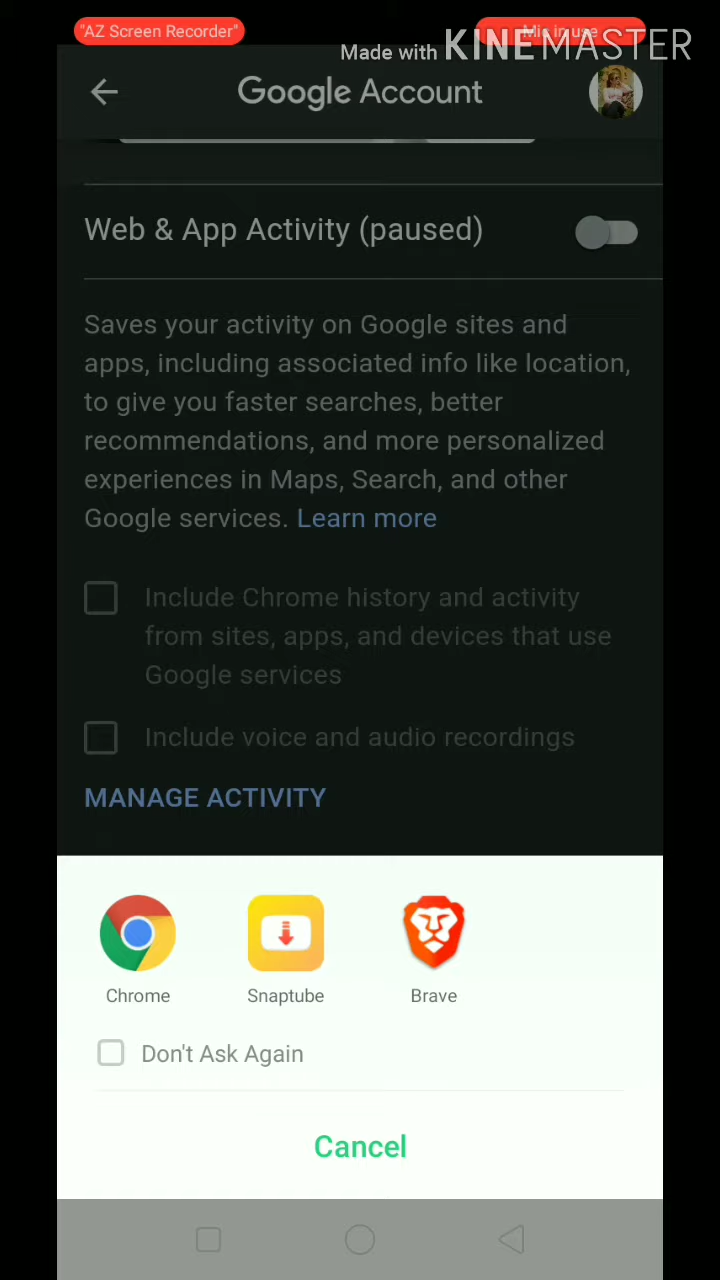 "AZ Screen Recorder"
Mic in use
Made with KINEMASTER
Google Account
Web & App Activity (paused)
Saves your activity on Google sites and
apps, including associated info like location,
to give you faster searches, better
recommendations, and more personalized
experiences in Maps, Search, and other
Google services. Learn more
Include Chrome history and activity
from sites, apps, and devices that use
Google services
Include voice and audio recordings
MANAGE ACTIVITY
Chrome
Snaptube
Brave
Don't Ask Again
Cancel